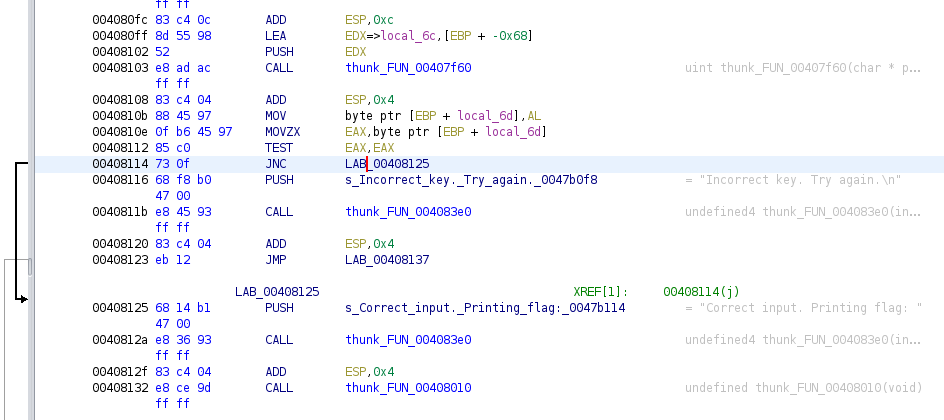 ff ff
004080fc 83 c4 0c ADD ESP,0xc
004080ff 8d 55 98 LEA EDX=>local_6c,[EBP + -0x68]
00408102 52 PUSH EDX
00408103 e8 ad ac CALL thunk_FUN_00407f60 uint thunk_FUN_00407f60(char * p...
ff ff
00408108 83 c4 04 ADD ESP,0x4
0040810b 88 45 97 MOV byte ptr [EBP + local_6d],AL
0040810e 0f b6 45 97 MOVZX EAX,byte ptr [EBP + local_6d]
00408112 85 c0 TEST EAX,EAX
00408114 73 0f JNC LAB_00408125
00408116 68 f8 b0 PUSH s_Incorrect_key._Try_again._0047b0f8 = "Incorrect key. Try again.\n"
47 00
0040811b e8 45 93 CALL thunk_FUN_004083e0 undefined4 thunk_FUN_004083e0(in...
ff ff
00408120 83 c4 04 ADD ESP,0x4
00408123 eb 12 JMP LAB_00408137
LAB_00408125 XREF[1]: 00408114(j)
00408125 68 14 b1 PUSH s_Correct_input._Printing_flag:_0047b114 = "Correct input. Printing flag: "
47 00
0040812a e8 36 93 CALL thunk_FUN_004083e0 undefined4 thunk_FUN_004083e0(in...
ff ff
0040812f 83 c4 04 ADD ESP,0x4
00408132 e8 ce 9d CALL thunk_FUN_00408010 undefined thunk_FUN_00408010(void)
ff ff